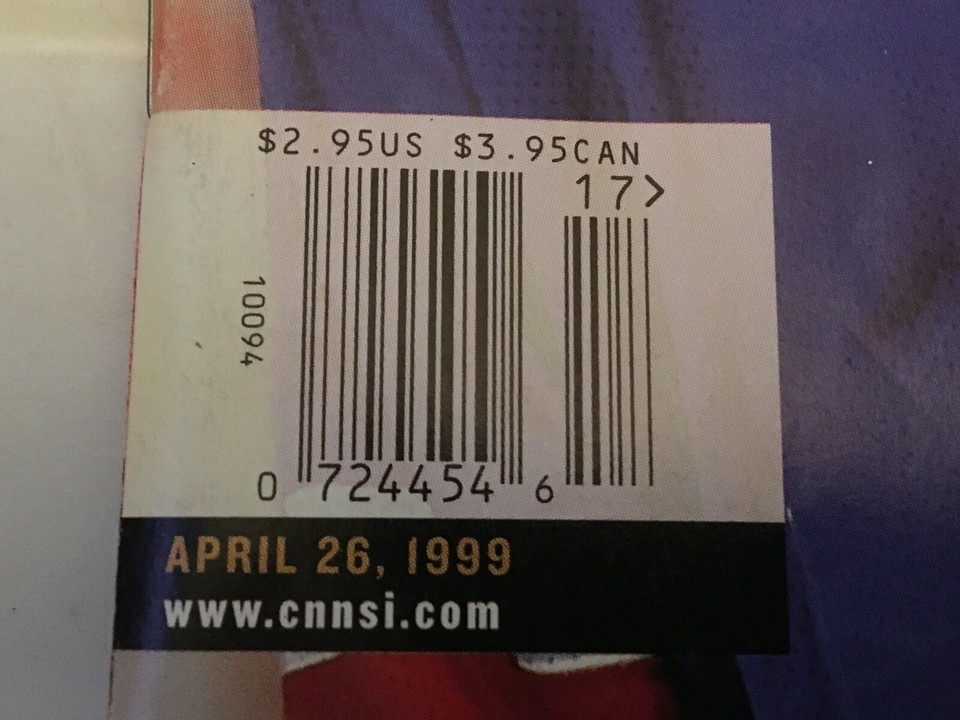 $2.95US $3.95CAN
17>
10094
0 724454 6
APRIL 26, 1999
www.cnnsi.com